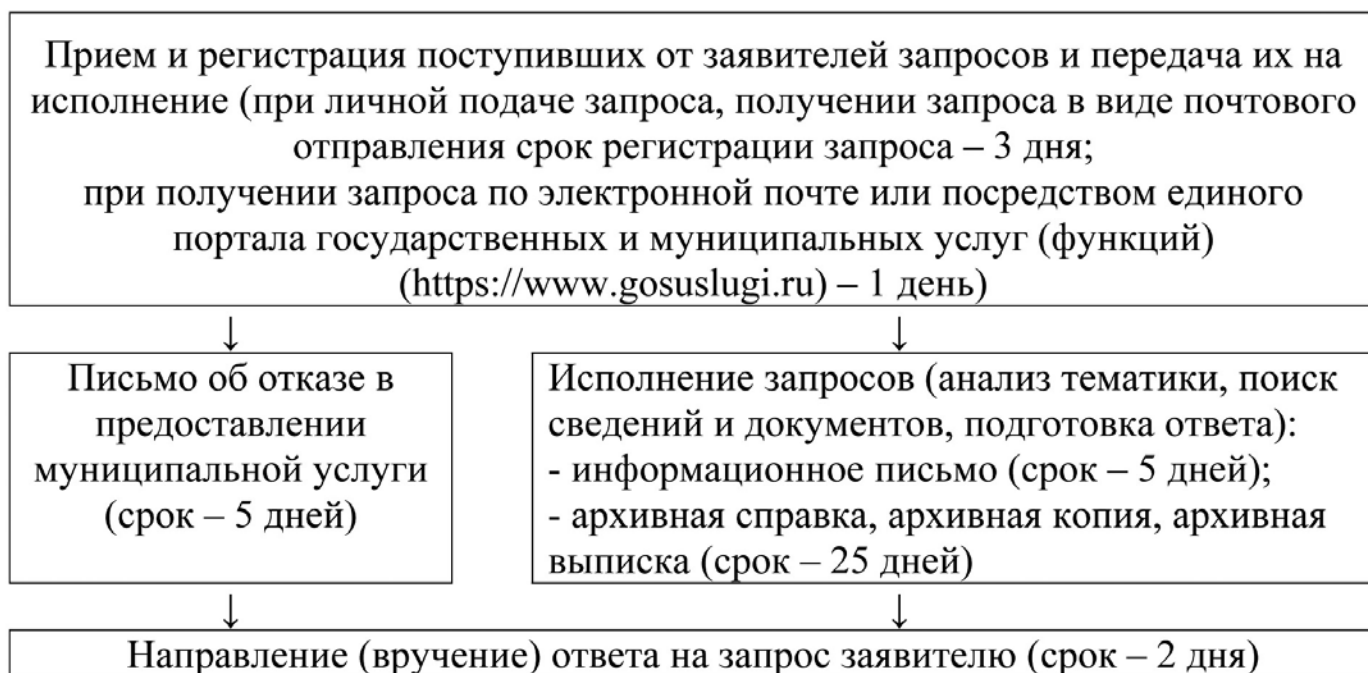 Прием и регистрация поступивших от заявителей запросов и передача их на
исполнение (при личной подаче запроса, получении запроса в виде почтового
отправления срок регистрации запроса – 3 дня;
при получении запроса по электронной почте или посредством единого
портала государственных и муниципальных услуг (функций)
(https://www.gosuslugi.ru) – 1 день)
↓ ↓
Письмо об отказе в
предоставлении
муниципальной услуги
(срок – 5 дней)
Исполнение запросов (анализ тематики, поиск
сведений и документов, подготовка ответа):
- информационное письмо (срок – 5 дней);
- архивная справка, архивная копия, архивная
выписка (срок – 25 дней)
↓ ↓
Направление (вручение) ответа на запрос заявителю (срок – 2 дня)